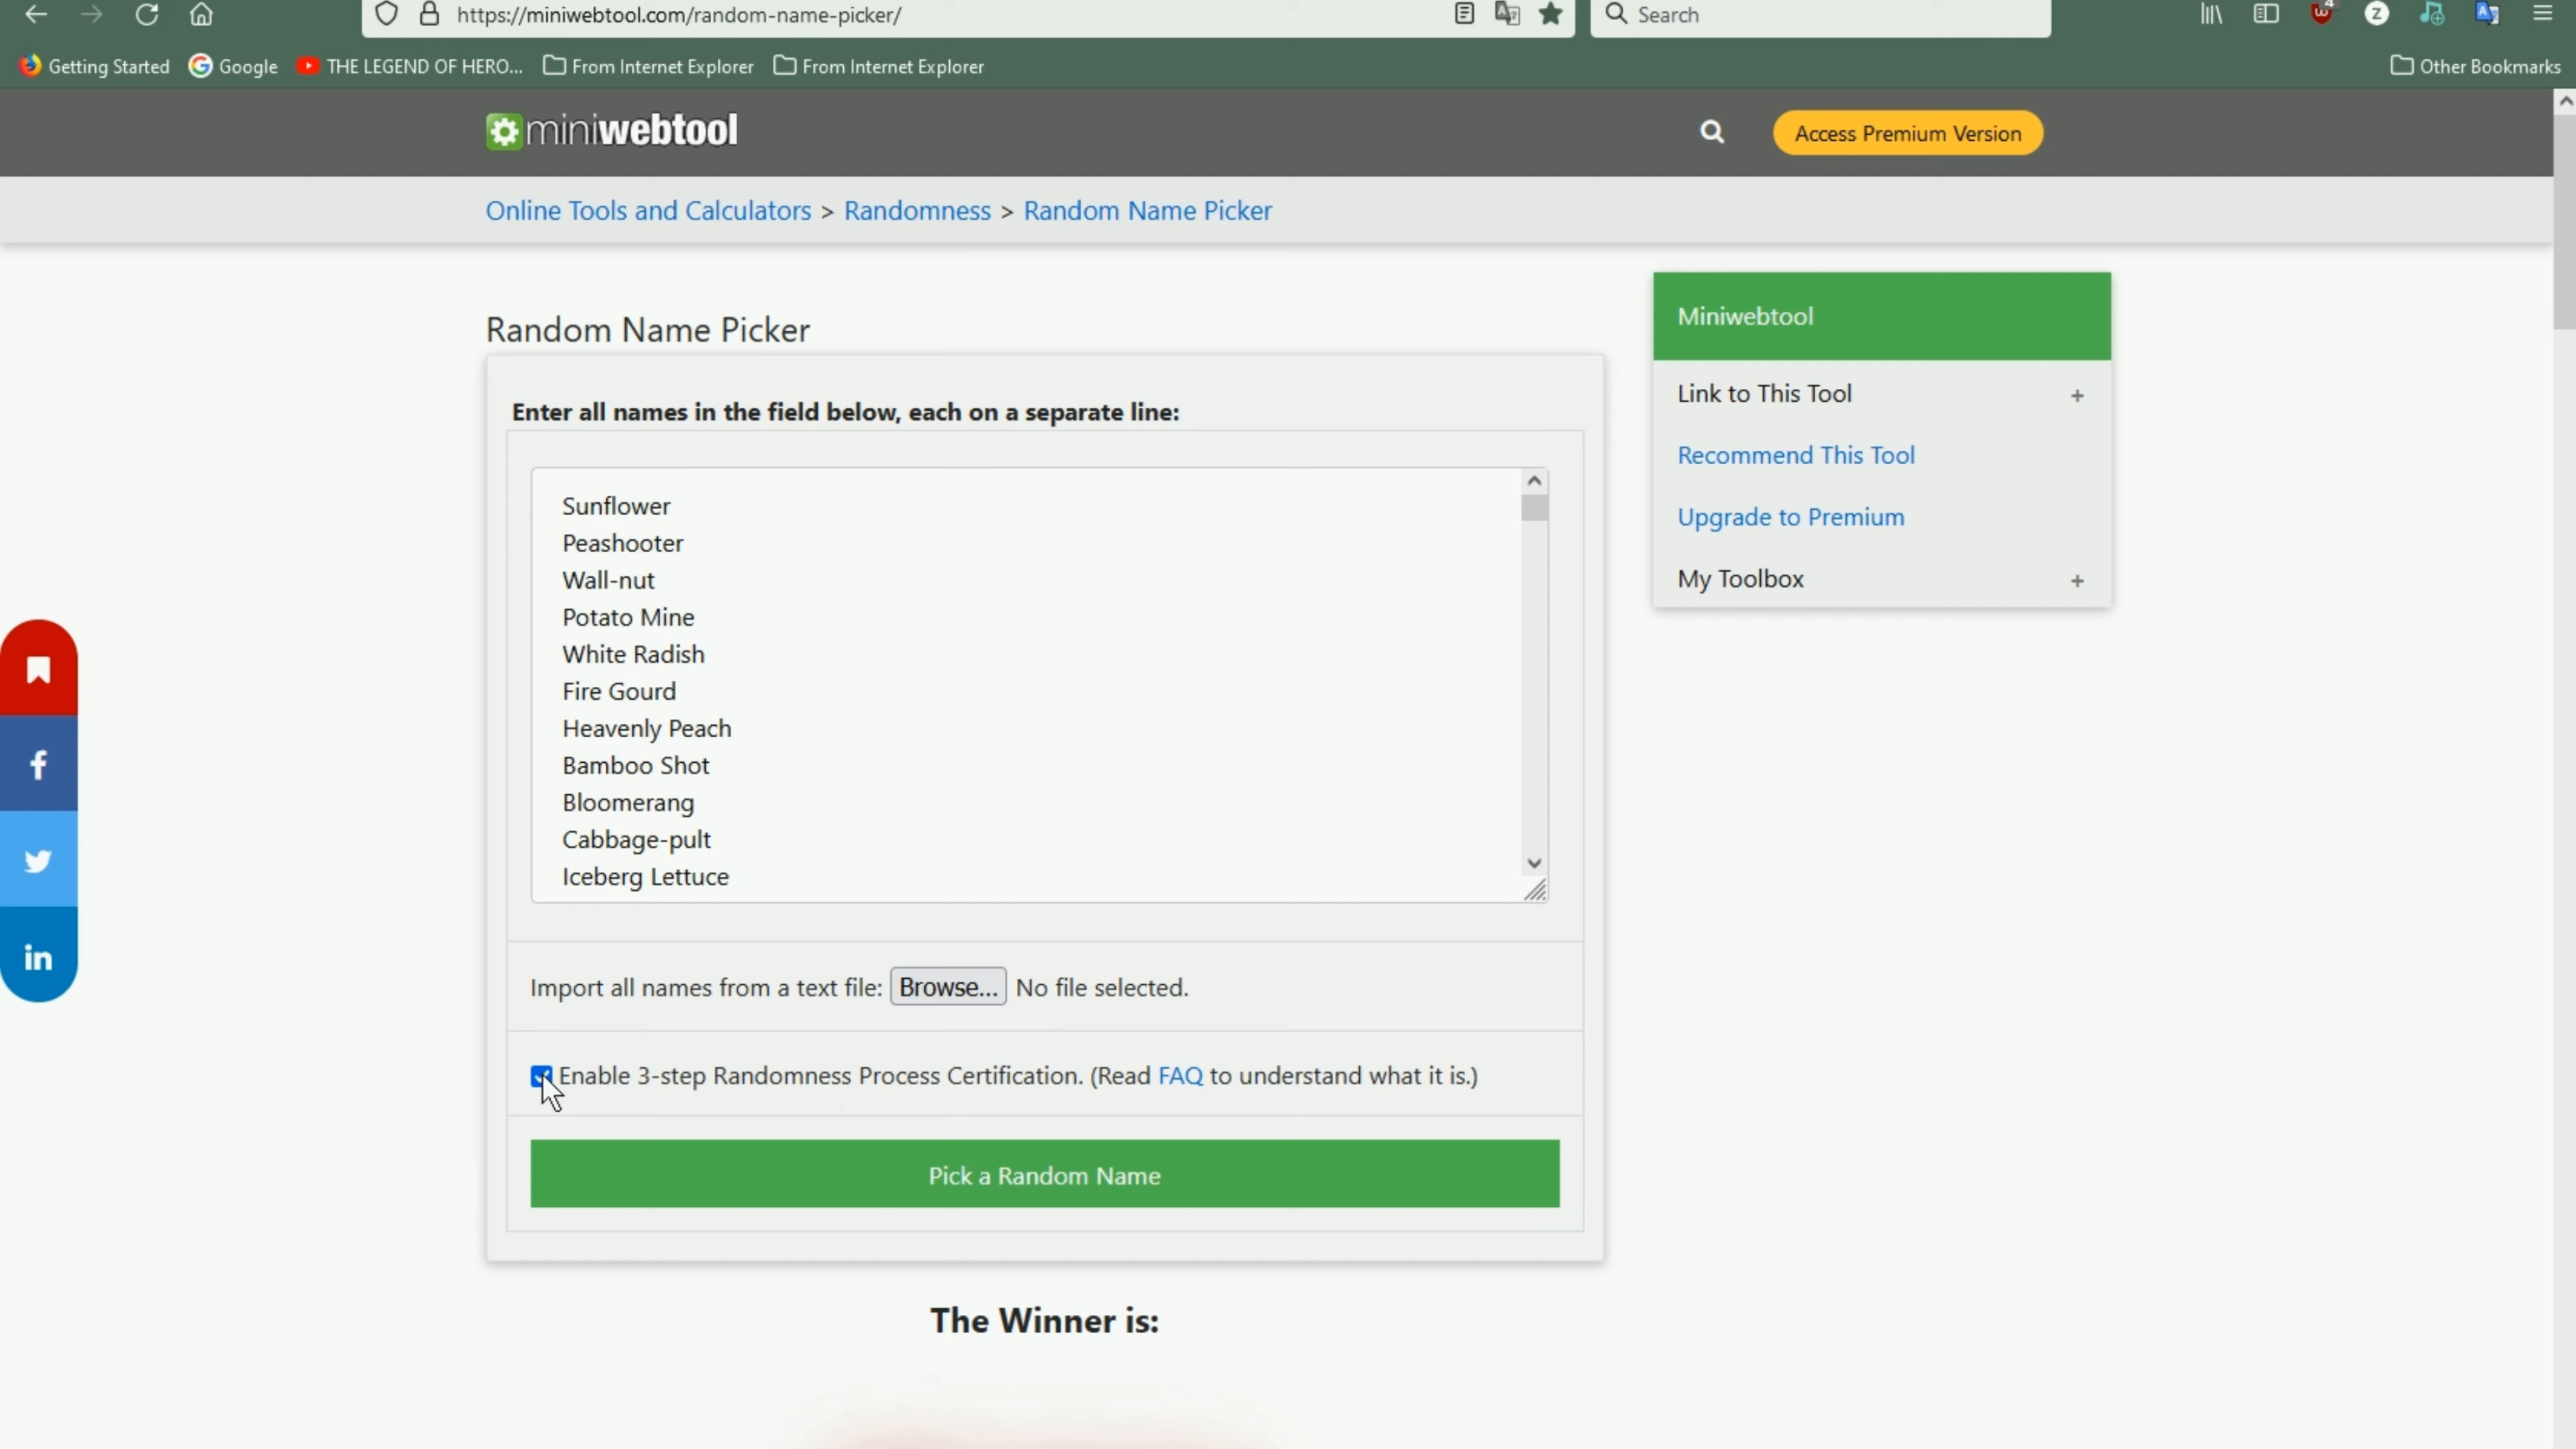 https://miniwebtool.com/random-name-picker/
Search
4
Z
Getting Started
Google
THE LEGEND OF HERO...
From Internet Explorer
From Internet Explorer
Other Bookmarks
miniwebtool
Access Premium Version
Online Tools and Calculators > Randomness > Random Name Picker
Random Name Picker
Enter all names in the field below, each on a separate line:
Sunflower
Peashooter
Wall-nut
Potato Mine
White Radish
Fire Gourd
Heavenly Peach
Bamboo Shot
Bloomerang
Cabbage-pult
Iceberg Lettuce
Import all names from a text file: Browse... No file selected.
Enable 3-step Randomness Process Certification. (Read FAQ to understand what it is.)
Pick a Random Name
The Winner is:
Miniwebtool
Link to This Tool +
Recommend This Tool
Upgrade to Premium
My Toolbox +
f
in